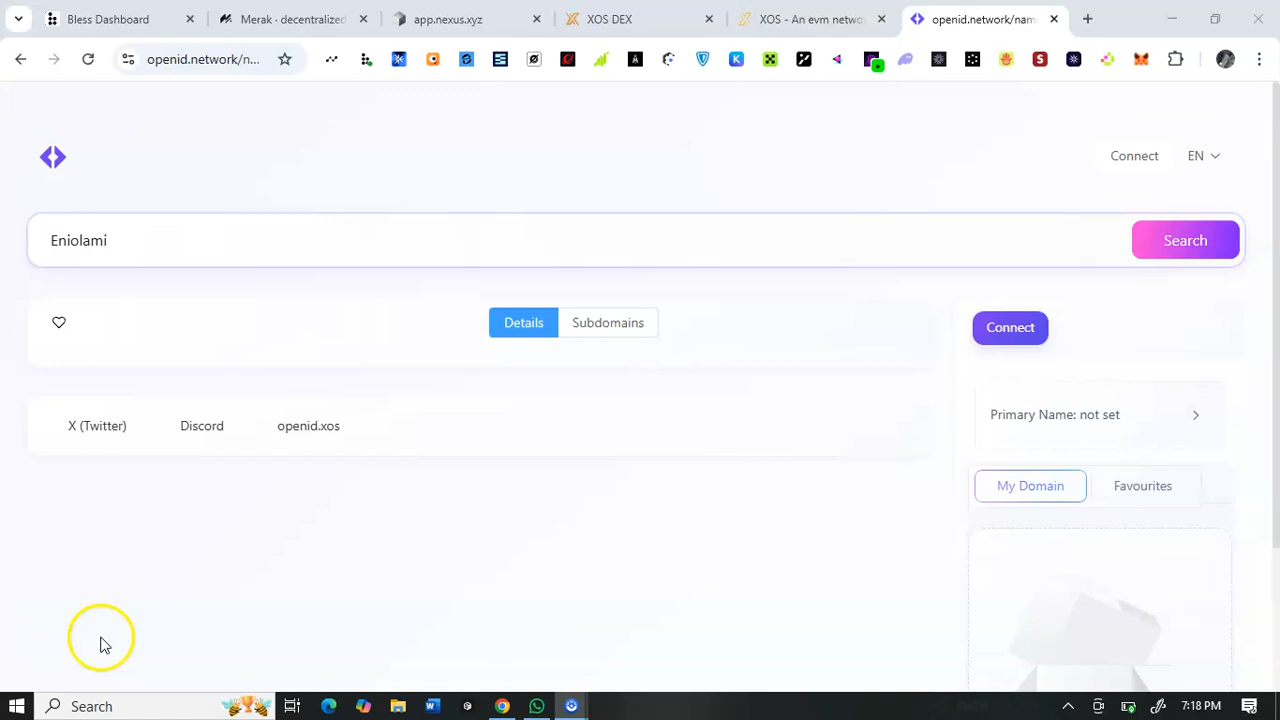 Bless Dashboard
Merak · decentralized
app.nexus.xyz
XOS DEX
XOS - An evm netwo
openid.network/nam
openid.network/n...
Connect
EN
Eniolami
Search
Details
Subdomains
Connect
X (Twitter)
Discord
openid.xos
Primary Name: not set
My Domain
Favourites
Search
7:18 PM